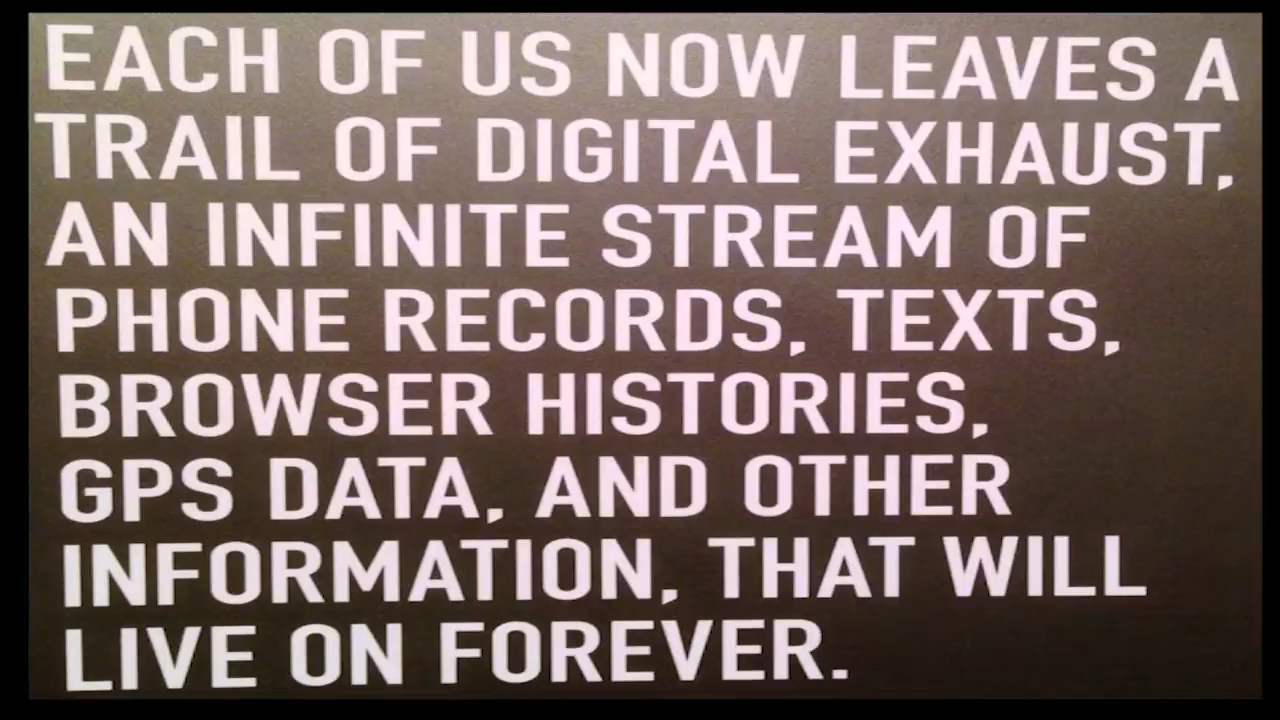 EACH OF US NOW LEAVES A
TRAIL OF DIGITAL EXHAUST,
AN INFINITE STREAM OF
PHONE RECORDS, TEXTS,
BROWSER HISTORIES,
GPS DATA, AND OTHER
INFORMATION, THAT WILL
LIVE ON FOREVER.